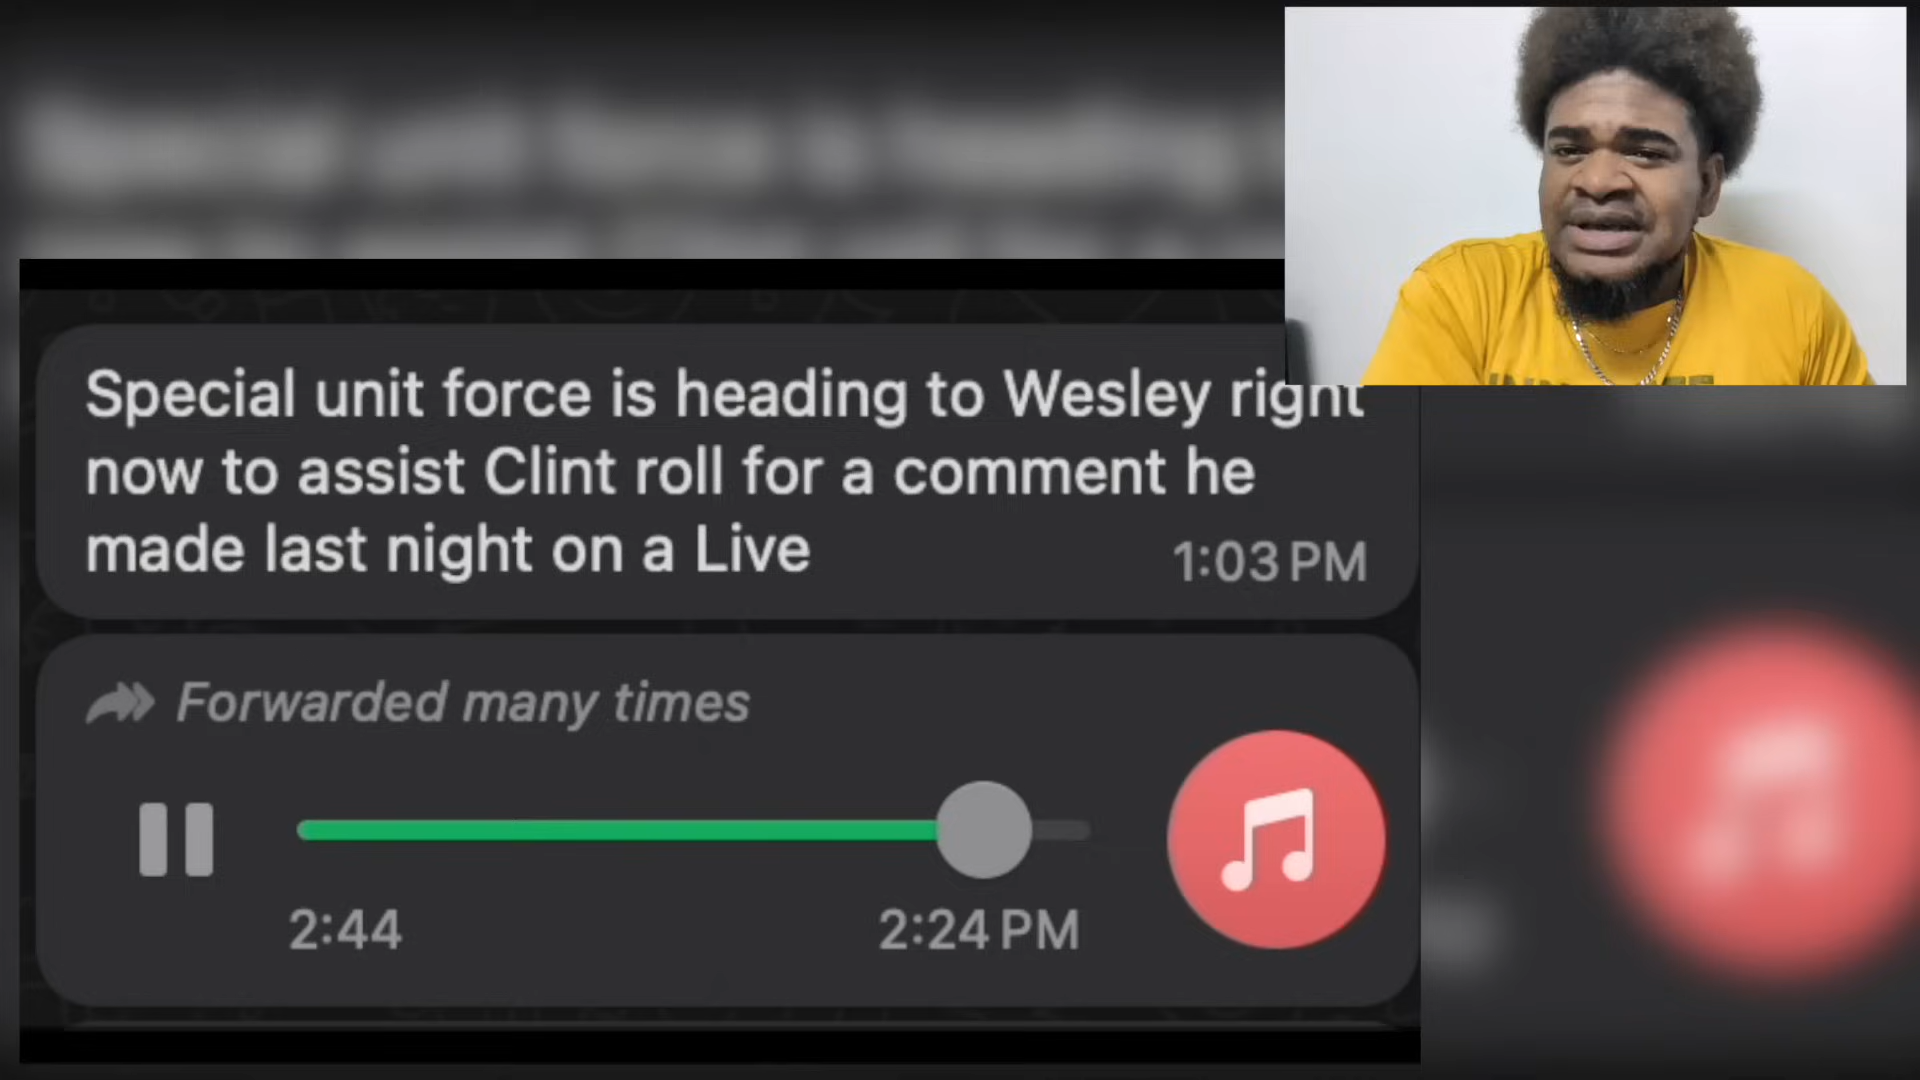 Special unit force is heading to Wesley right
now to assist Clint roll for a comment he
made last night on a Live
1:03 PM
Forwarded many times
2:44
2:24 PM